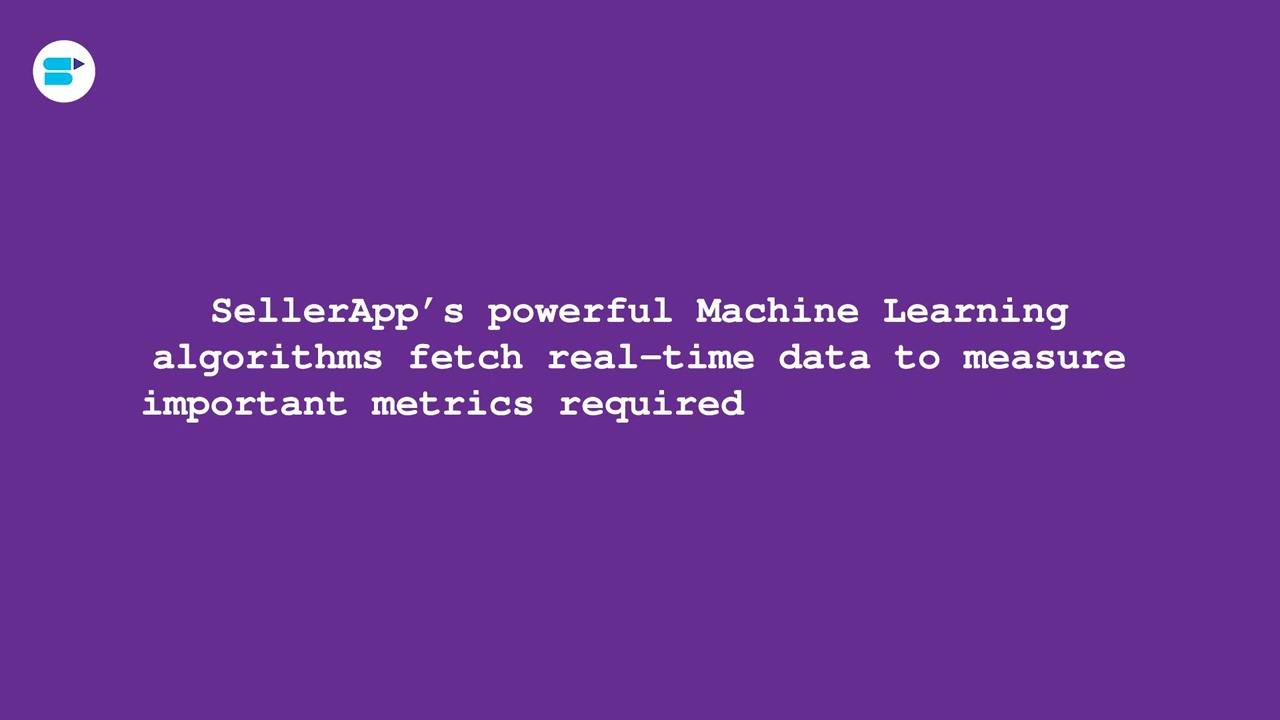 SellerApp’s powerful Machine Learning
algorithms fetch real-time data to measure
important metrics required